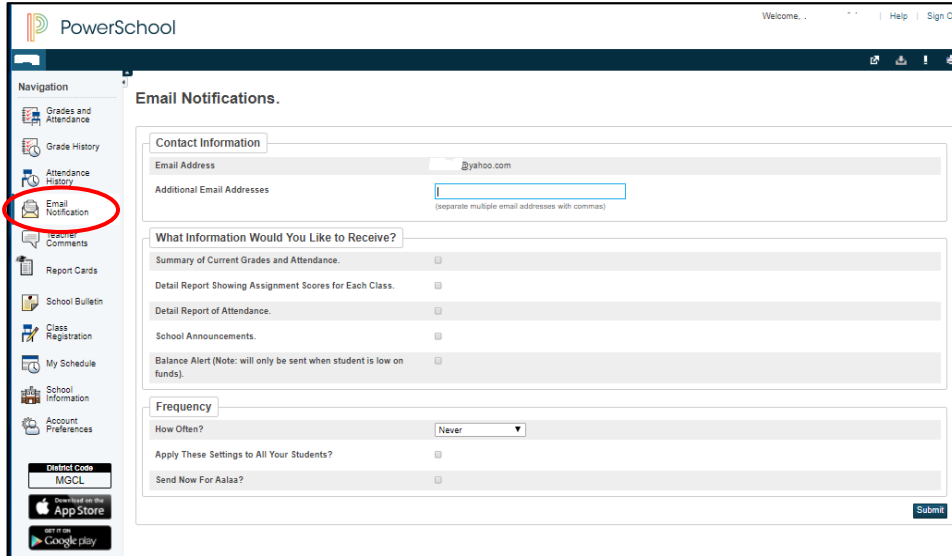 PowerSchool
Welcome, .
Help
Sign O
Navigation
Grades and
Attendance
Grade History
Attendance
History
Email
Notification
Teacher
Comments
Report Cards
School Bulletin
Class
Registration
My Schedule
School
Information
Account
Preferences
District Code
MGCL
Download on the
App Store
GET IT ON
Google play
Email Notifications.
Contact Information
Email Address @yahoo.com
Additional Email Addresses
(separate multiple email addresses with commas)
What Information Would You Like to Receive?
Summary of Current Grades and Attendance.
Detail Report Showing Assignment Scores for Each Class.
Detail Report of Attendance.
School Announcements.
Balance Alert (Note: will only be sent when student is low on
funds).
Frequency
How Often? Never
Apply These Settings to All Your Students?
Send Now For Aalaa?
Submit